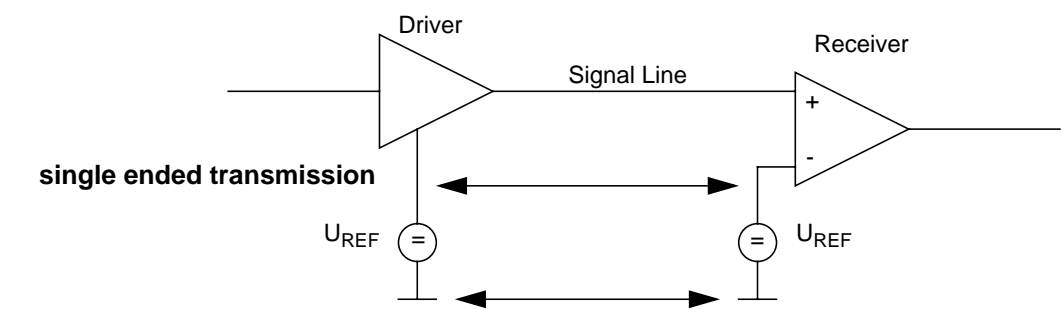 Driver
Receiver
Signal Line
+
-
single ended transmission
U_REF
=
=
U_REF